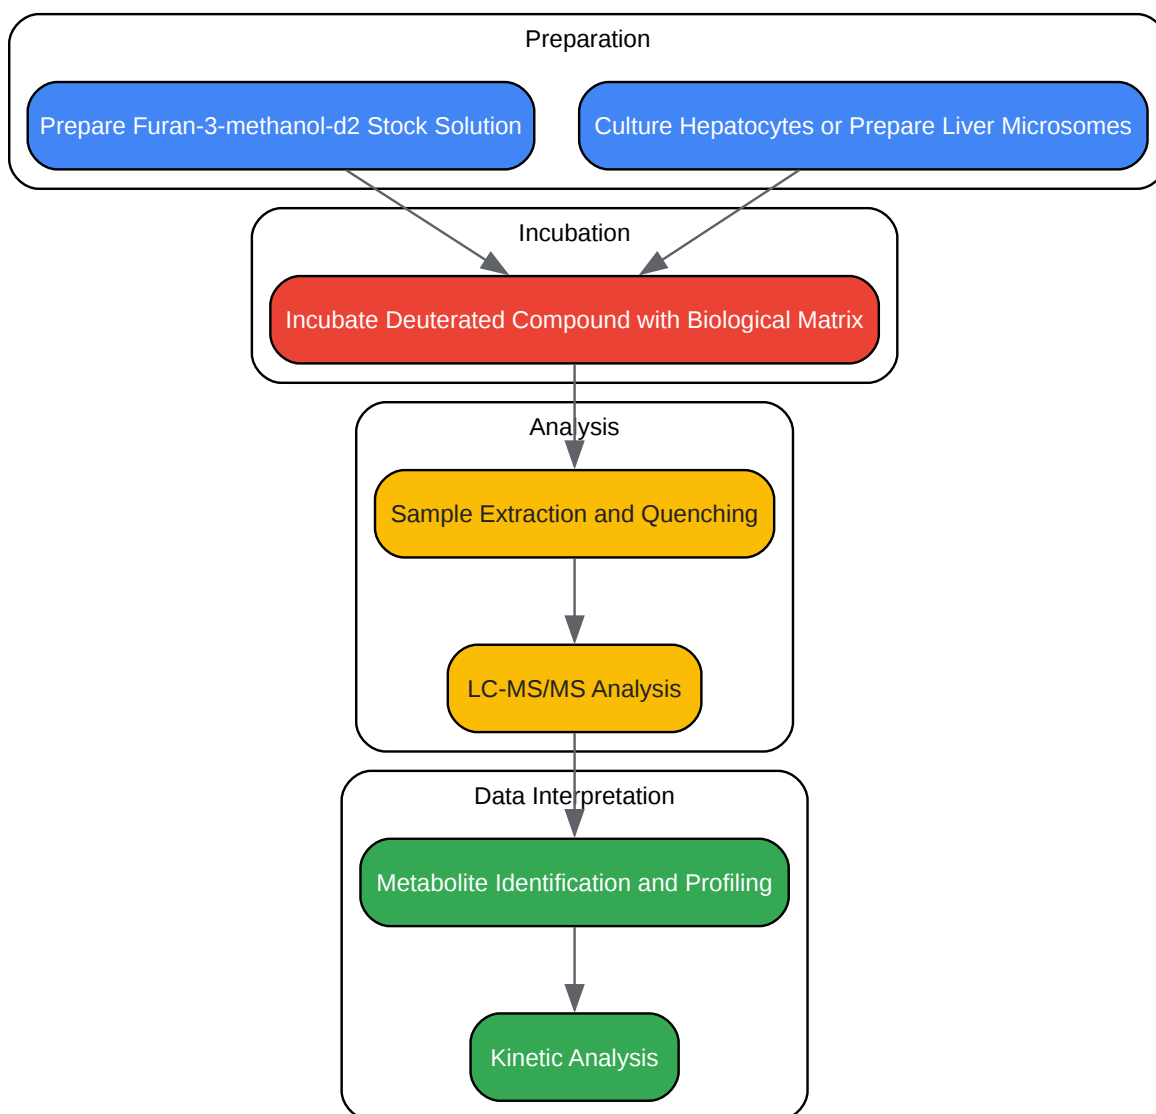 Preparation
Prepare Furan-3-methanol-d2 Stock Solution
Culture Hepatocytes or Prepare Liver Microsomes
Incubation
Incubate Deuterated Compound with Biological Matrix
Analysis
Sample Extraction and Quenching
LC-MS/MS Analysis
Data Interpretation
Metabolite Identification and Profiling
Kinetic Analysis